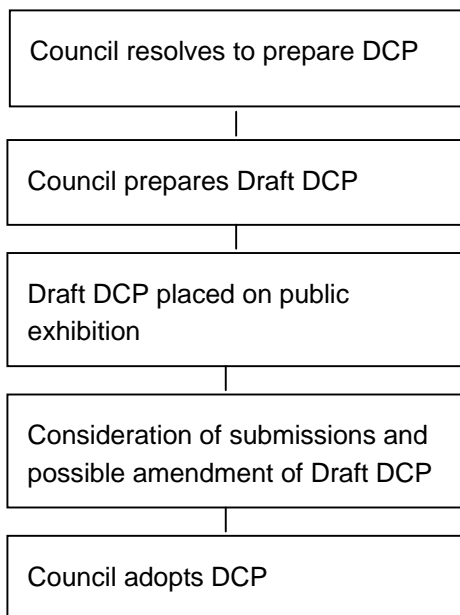 Council resolves to prepare DCP
Council prepares Draft DCP
Draft DCP placed on public
exhibition
Consideration of submissions and
possible amendment of Draft DCP
Council adopts DCP